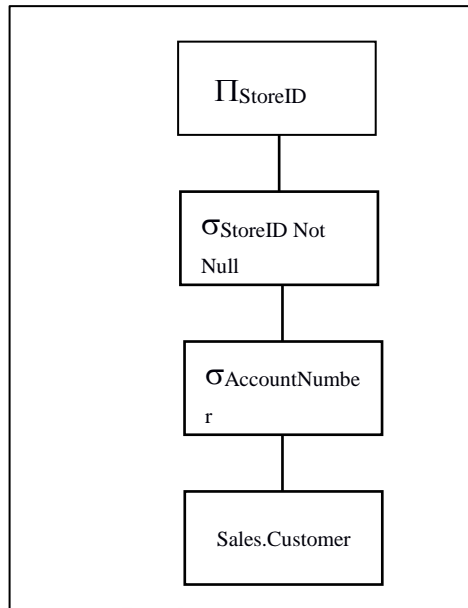 ΠStoreID
σStoreID Not
Null
σAccountNumbe
r
Sales.Customer